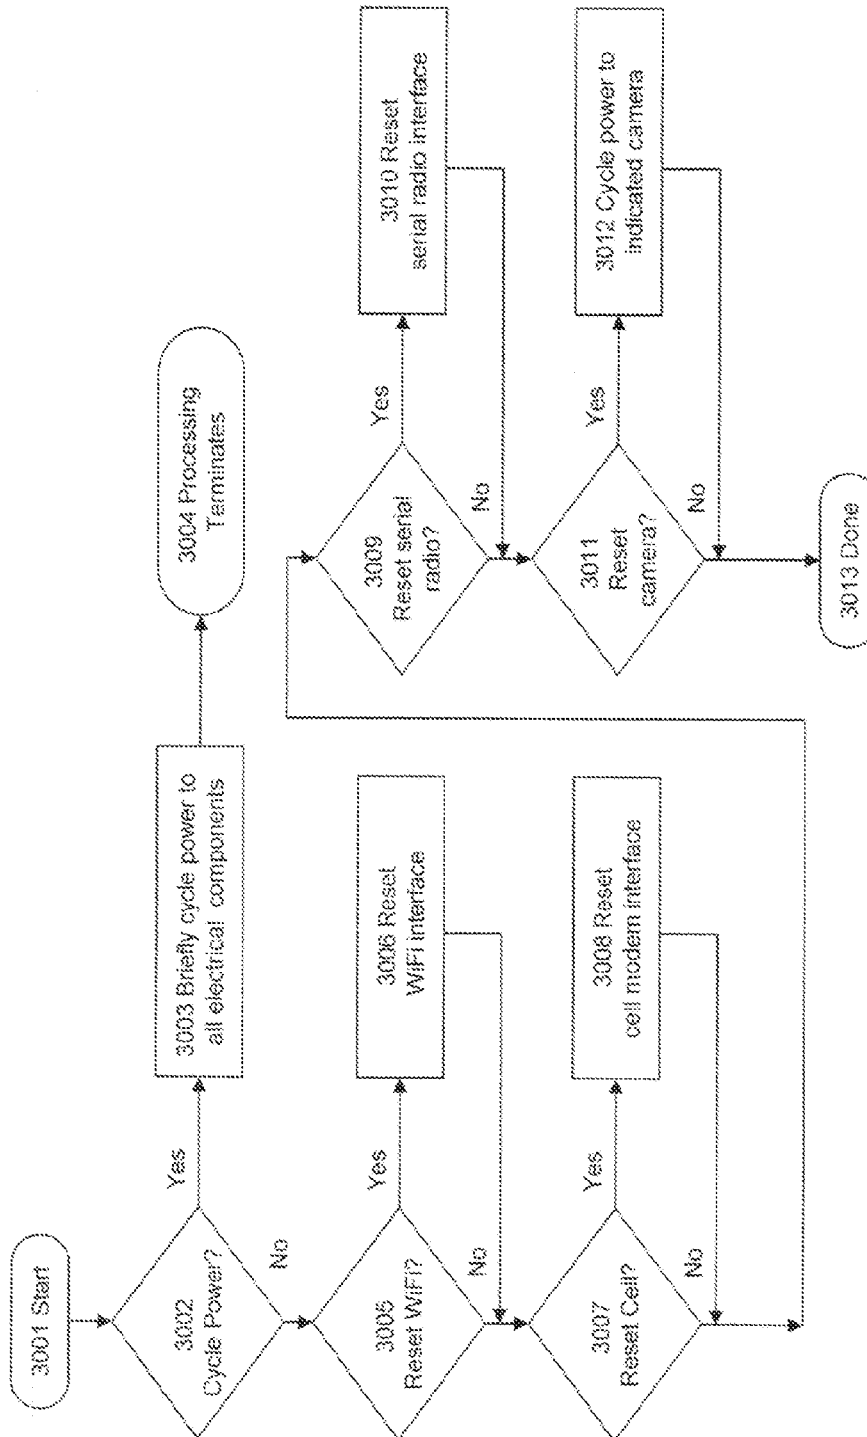 3001 Start
3002
Cycle Power?
Yes
No
3003 Briefly cycle power to
all electrical components
3004 Processing
Terminates
3005
Reset WiFi?
Yes
No
3006 Reset
WiFi interface
3007
Reset Cell?
Yes
No
3008 Reset
cell modem interface
3009
Reset serial
radio?
Yes
No
3010 Reset
serial radio interface
3011
Reset
camera?
Yes
No
3012 Cycle power to
indicated camera
3013 Done